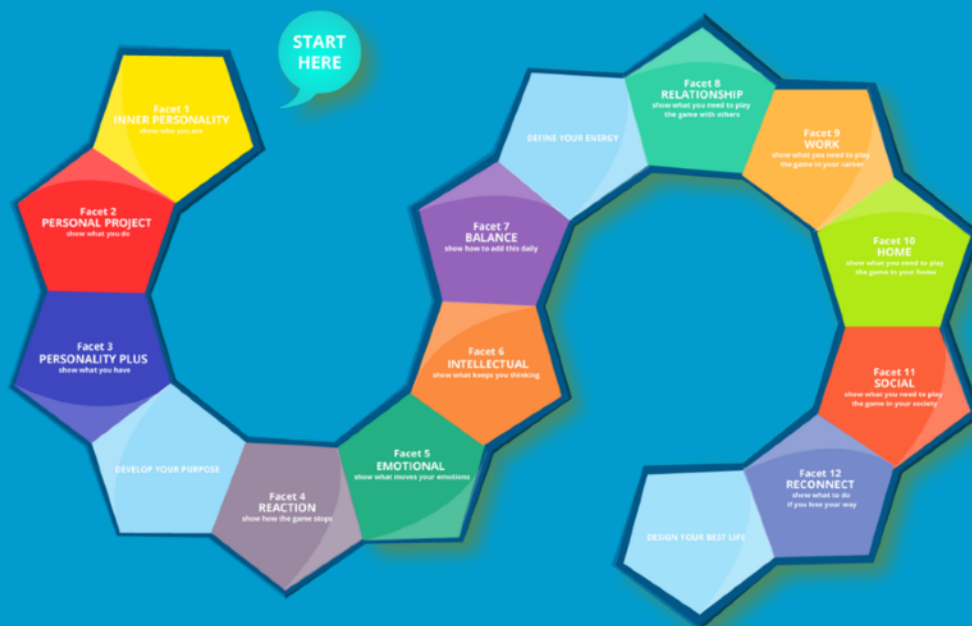 START
HERE
Facet 1
INNER PERSONALITY
show who you are
Facet 2
PERSONAL PROJECT
show what you do
Facet 3
PERSONALITY PLUS
show what you have
DEVELOP YOUR PURPOSE
Facet 4
REACTION
show how the game stops
Facet 5
EMOTIONAL
show what moves your emotions
Facet 6
INTELLECTUAL
show what keeps you thinking
Facet 7
BALANCE
show how to add this daily
DEFINE YOUR ENERGY
Facet 8
RELATIONSHIP
show what you need to play
the game with others
Facet 9
WORK
show what you need to play
the game in your career
Facet 10
HOME
show what you need to play
the game in your home
Facet 11
SOCIAL
show what you need to play
the game in your society
Facet 12
RECONNECT
show what to do
if you lose your way
DESIGN YOUR BEST LIFE